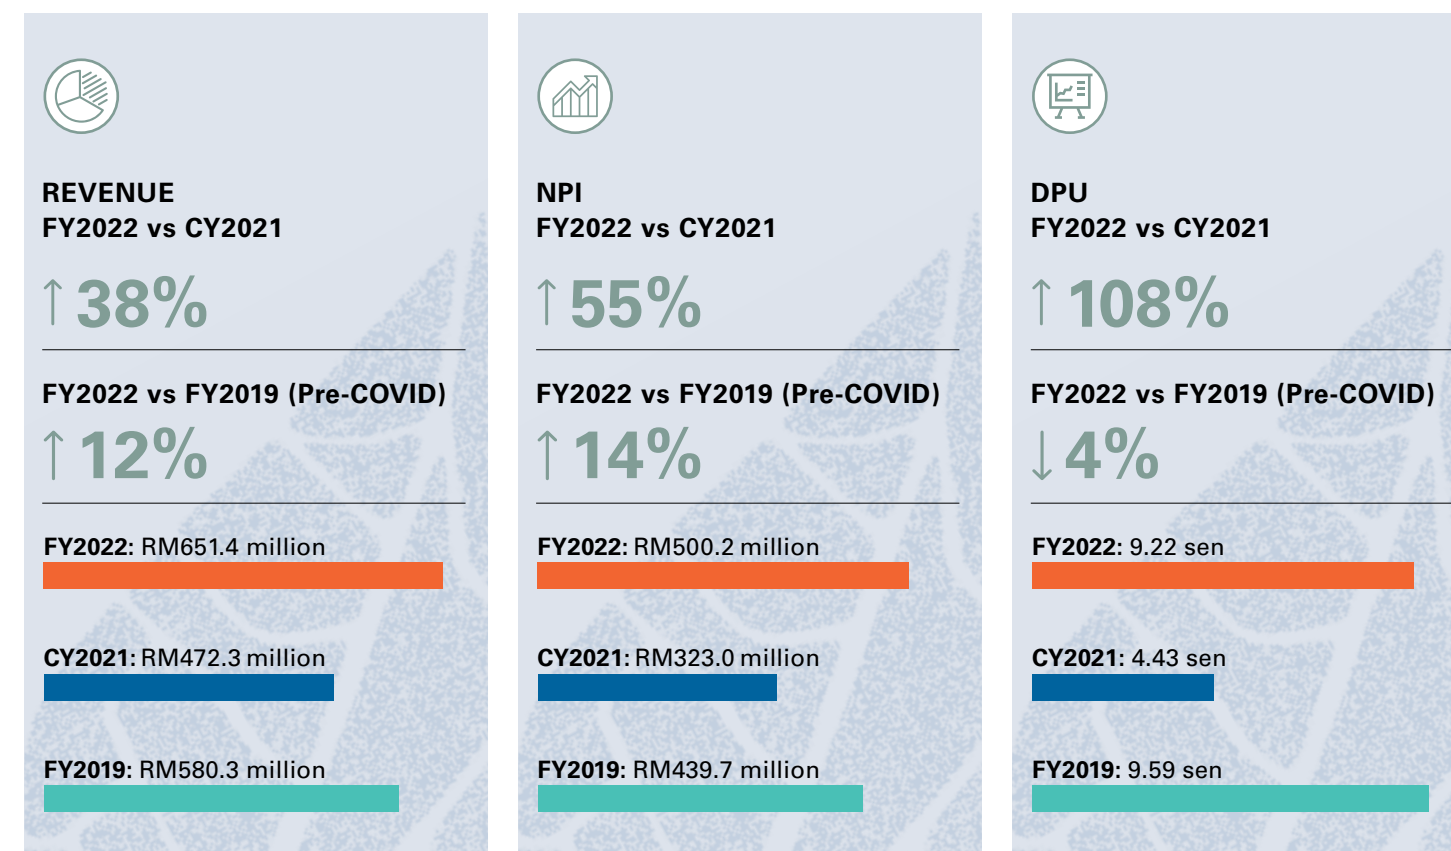 REVENUE
FY2022 vs CY2021
↑ 38%
FY2022 vs FY2019 (Pre-COVID)
↑ 12%
FY2022: RM651.4 million
CY2021: RM472.3 million
FY2019: RM580.3 million
NPI
FY2022 vs CY2021
↑ 55%
FY2022 vs FY2019 (Pre-COVID)
↑ 14%
FY2022: RM500.2 million
CY2021: RM323.0 million
FY2019: RM439.7 million
DPU
FY2022 vs CY2021
↑ 108%
FY2022 vs FY2019 (Pre-COVID)
↓ 4%
FY2022: 9.22 sen
CY2021: 4.43 sen
FY2019: 9.59 sen